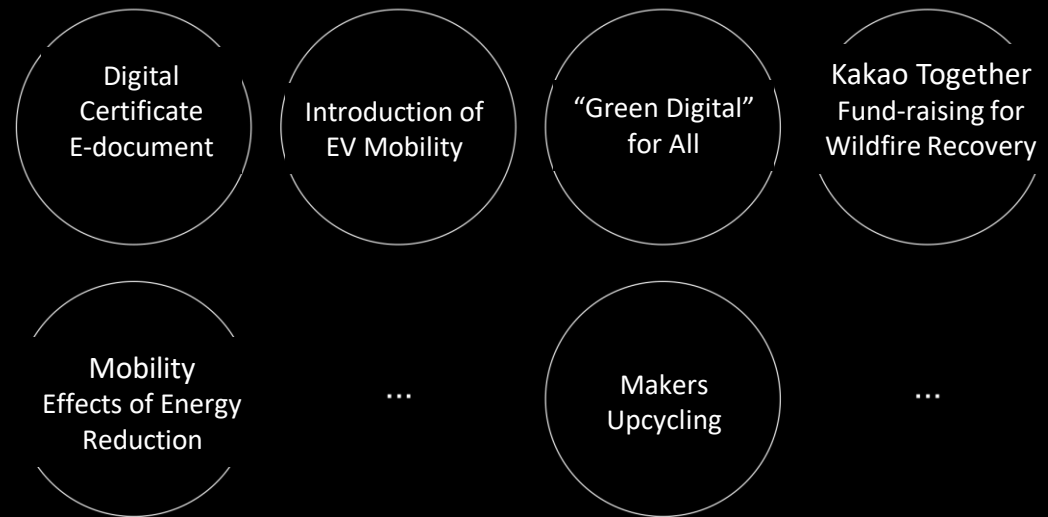 Digital
Certificate
E-document
Introduction of
EV Mobility
“Green Digital”
for All
Kakao Together
Fund-raising for
Wildfire Recovery
Mobility
Effects of Energy
Reduction
...
Makers
Upcycling
...